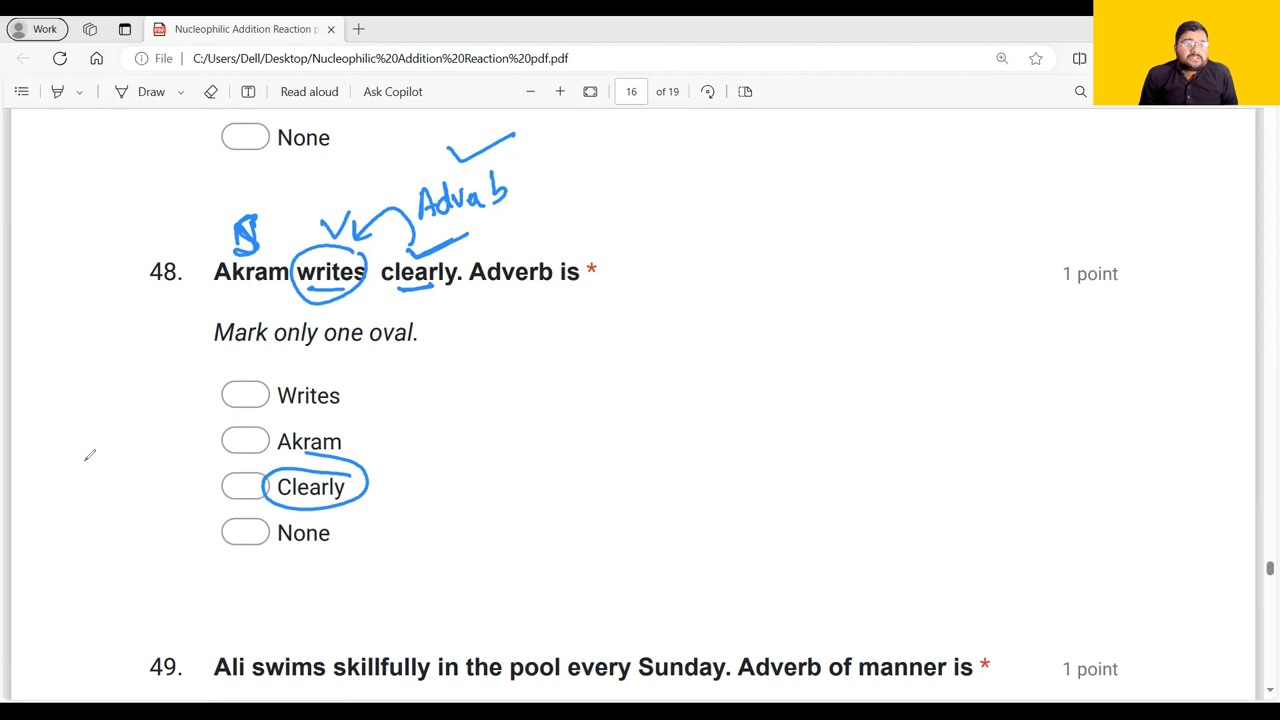 Work
Nucleophilic Addition Reaction p
File C:/Users/Dell/Desktop/Nucleophilic%20Addition%20Reaction%20pdf.pdf
Draw Read aloud Ask Copilot 16 of 19
None
Advab
N
48. Akram writes clearly. Adverb is * 1 point
Mark only one oval.
Writes
Akram
Clearly
None
49. Ali swims skillfully in the pool every Sunday. Adverb of manner is * 1 point